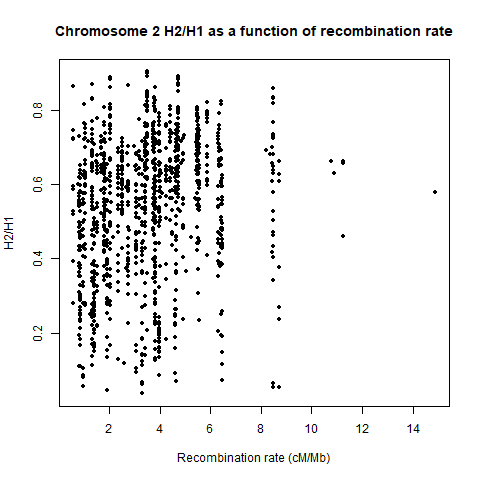 Chromosome 2 H2/H1 as a function of recombination rate
H2/H1
0.8
0.6
0.4
0.2
2 4 6 8 10 12 14
Recombination rate (cM/Mb)